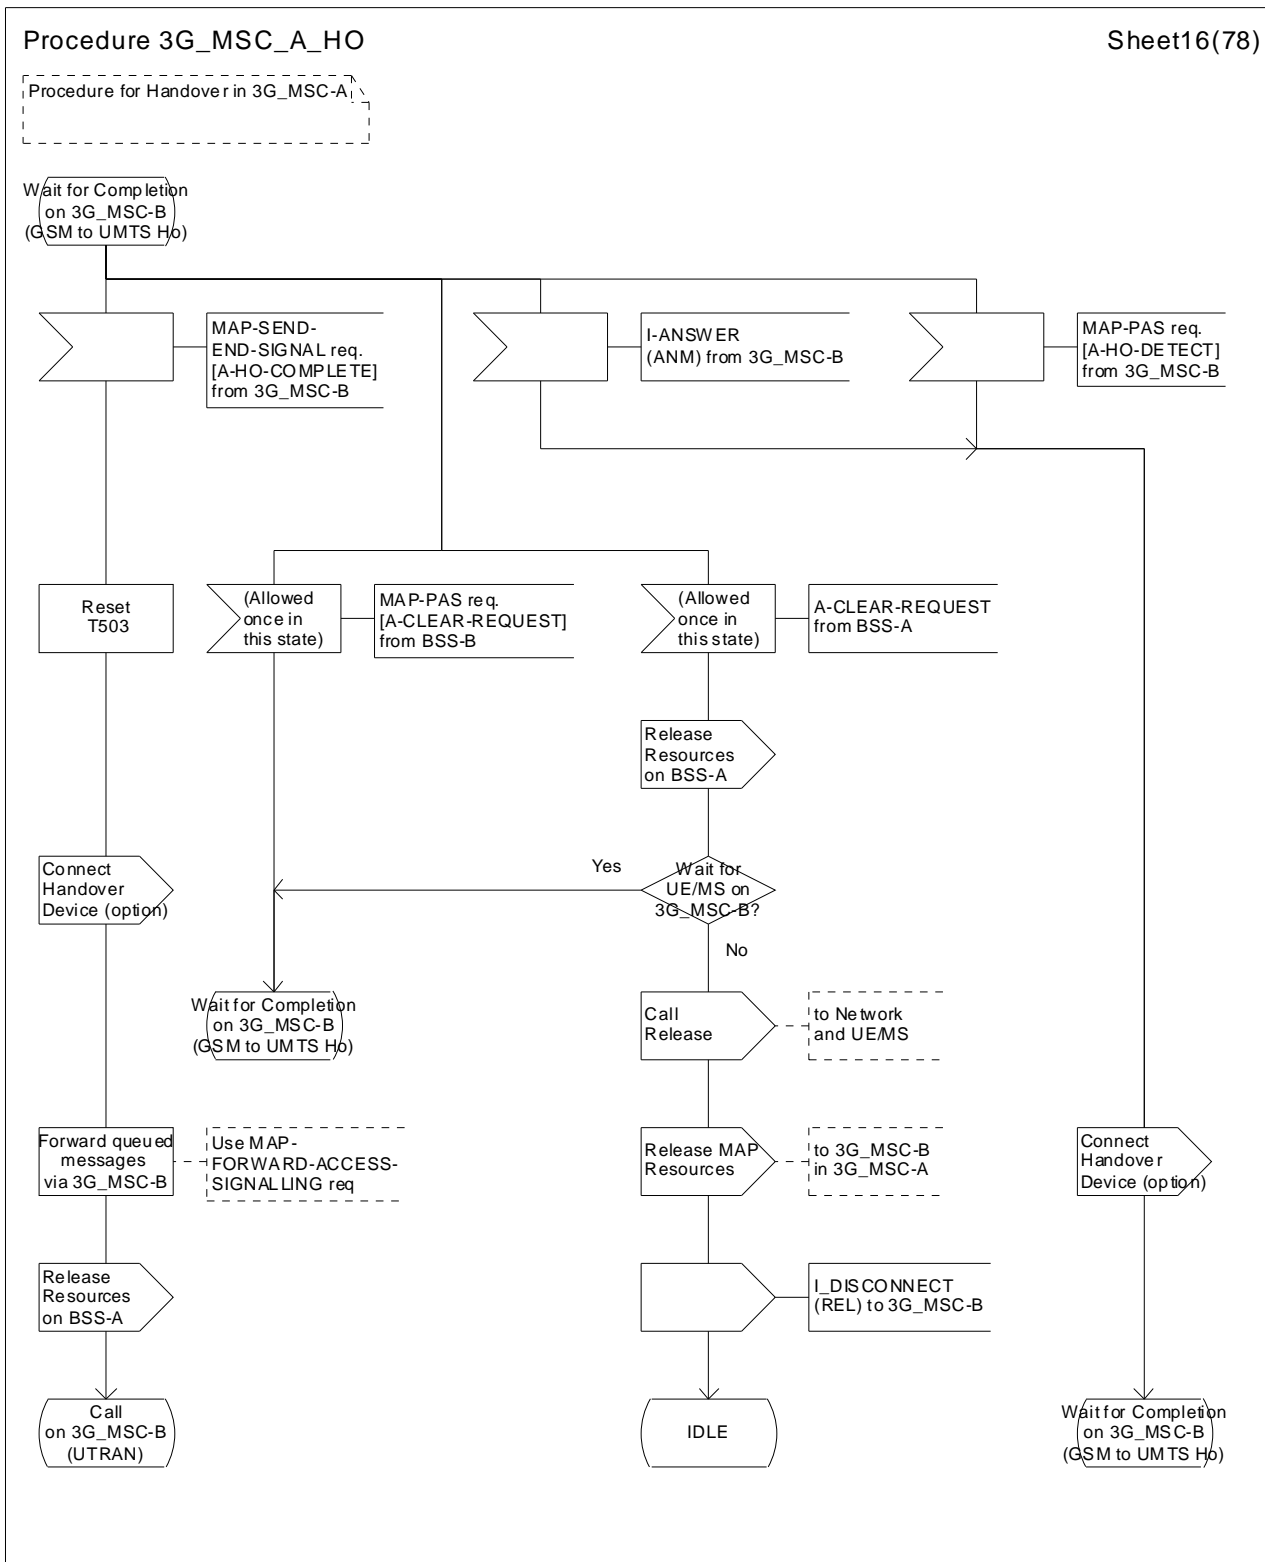 Procedure 3G_MSC_A_HO
Sheet16(78)
Procedure for Handover in 3G_MSC-A
Wait for Completion
on 3G_MSC-B
(GSM to UMTS Ho)
MAP-SEND-
END-SIGNAL req.
[A-HO-COMPLETE]
from 3G_MSC-B
I-ANSWER
(ANM) from 3G_MSC-B
MAP-PAS req.
[A-HO-DETECT]
from 3G_MSC-B
Reset
T503
(Allowed
once in
this state)
MAP-PAS req.
[A-CLEAR-REQUEST]
from BSS-B
(Allowed
once in
this state)
A-CLEAR-REQUEST
from BSS-A
Release
Resources
on BSS-A
Connect
Handover
Device (option)
Yes
Wait for
UE/MS on
3G_MSC-B?
No
Wait for Completion
on 3G_MSC-B
(GSM to UMTS Ho)
Call
Release
to Network
and UE/MS
Forward queued
messages
via 3G_MSC-B
Use MAP-
FORWARD-ACCESS-
SIGNALLING req
Release MAP
Resources
to 3G_MSC-B
in 3G_MSC-A
Connect
Handover
Device (option)
Release
Resources
on BSS-A
I_DISCONNECT
(REL) to 3G_MSC-B
Call
on 3G_MSC-B
(UTRAN)
IDLE
Wait for Completion
on 3G_MSC-B
(GSM to UMTS Ho)